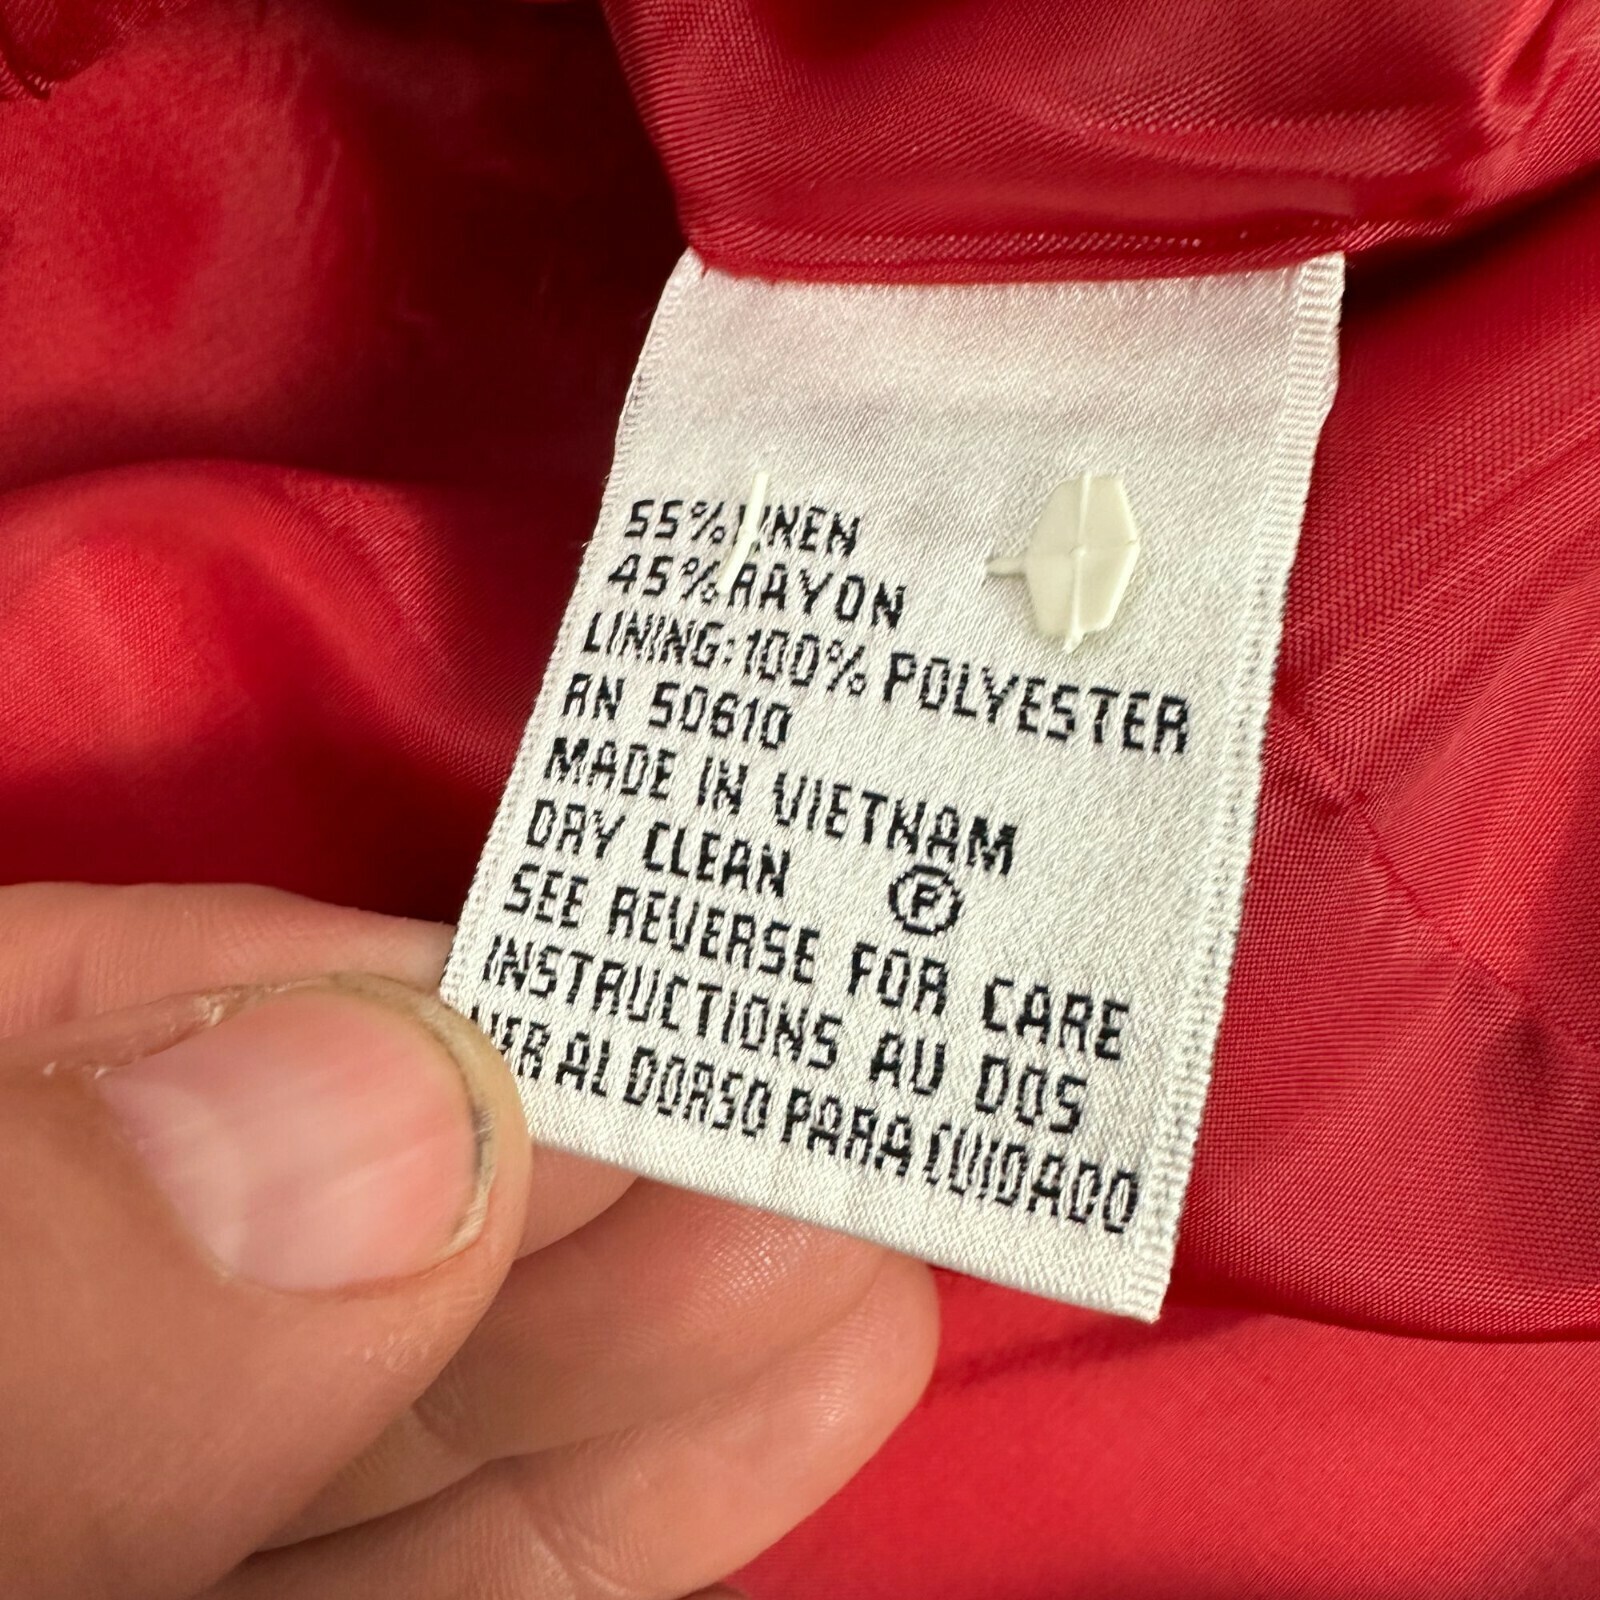 55% LINEN
45% RAYON
LINING: 100% POLYESTER
RN 50610
MADE IN VIETNAM
DRY CLEAN Ⓟ
SEE REVERSE FOR CARE
INSTRUCTIONS AU DOS
VER AL DORSO PARA CUIDADO